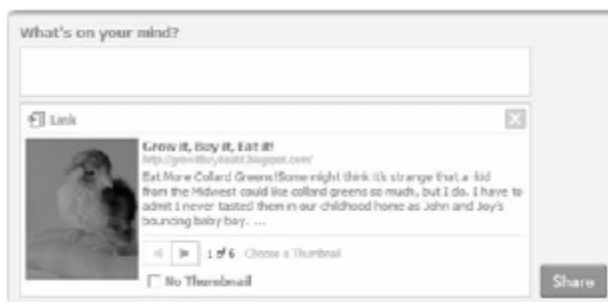 What's on your mind?
Link
Grow it, Buy it, Eat it!
http://growitbuyiteatit.blogspot.com/
Eat More Collard Greens!Some might think it's strange that a kid
from the Midwest could like collard greens so much, but I do. I have to
admit I never tasted them in our childhood home as John and Joy's
bouncing baby boy. ...
1 of 6 Choose a Thumbnail
No Thumbnail
Share